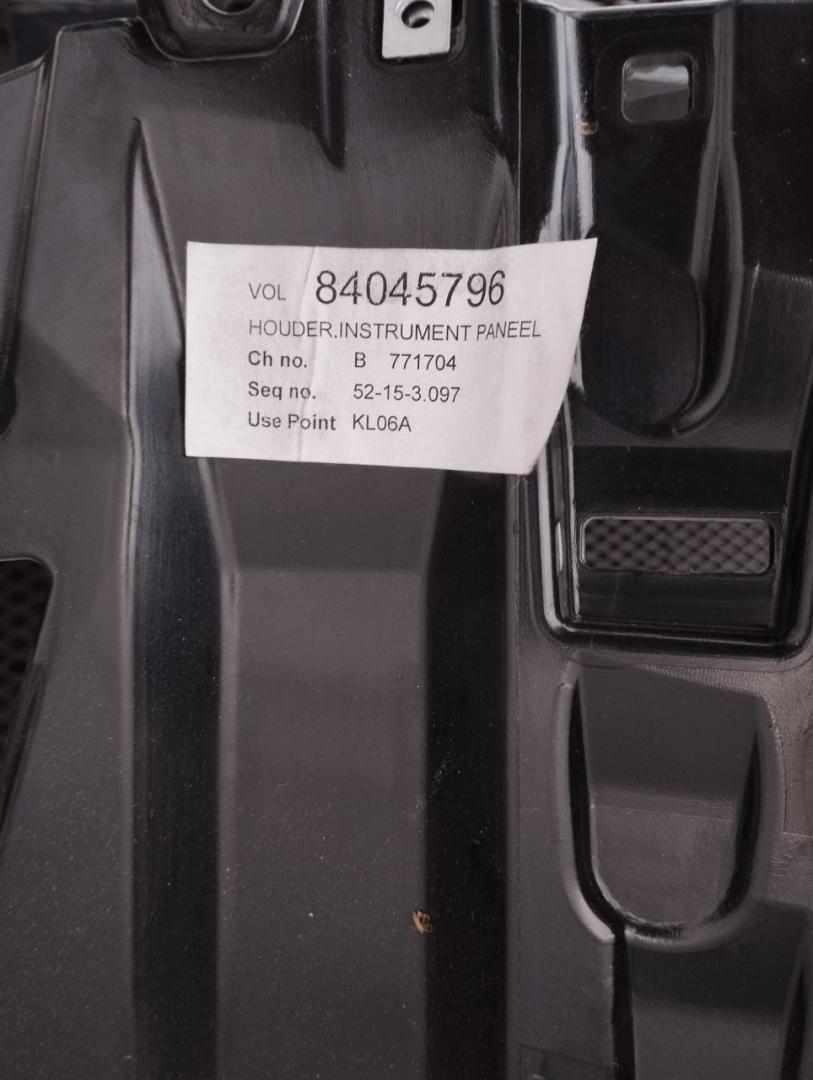 VOL 84045796
HOUDER.INSTRUMENT PANEEL
Ch no. B 771704
Seq no. 52-15-3.097
Use Point KL06A